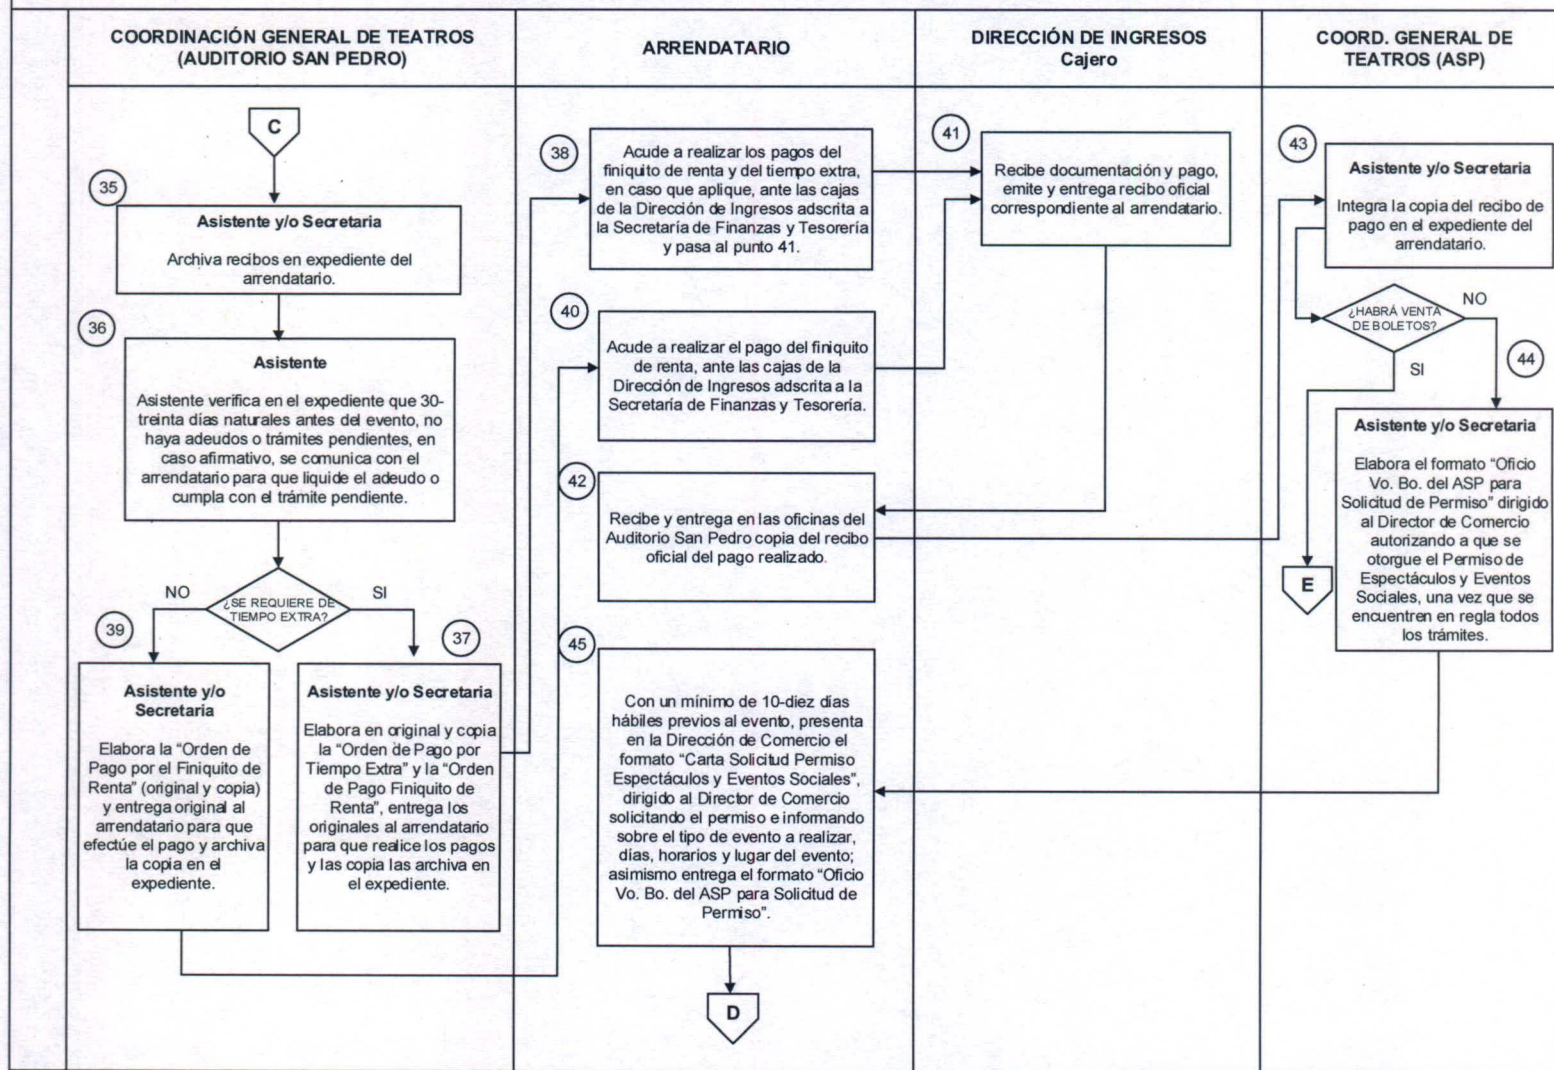 COORDINACIÓN GENERAL DE TEATROS
(AUDITORIO SAN PEDRO)
ARRENDATARIO
DIRECCIÓN DE INGRESOS
Cajero
COORD. GENERAL DE
TEATROS (ASP)
C
35
Asistente y/o Secretaria
Archiva recibos en expediente del
arrendatario.
36
Asistente
Asistente verifica en el expediente que 30-
treinta días naturales antes del evento, no
haya adeudos o trámites pendientes, en
caso afirmativo, se comunica con el
arrendatario para que liquide el adeudo o
cumpla con el trámite pendiente.
NO
¿SE REQUIERE DE
TIEMPO EXTRA?
SI
39
Asistente y/o
Secretaria
Elabora la “Orden de
Pago por el Finiquito de
Renta” (original y copia)
y entrega original al
arrendatario para que
efectúe el pago y archiva
la copia en el
expediente.
37
Asistente y/o Secretaria
Elabora en original y copia
la “Orden de Pago por
Tiempo Extra” y la “Orden
de Pago Finiquito de
Renta”, entrega los
originales al arrendatario
para que realice los pagos
y las copia las archiva en
el expediente.
38
Acude a realizar los pagos del
finiquito de renta y del tiempo extra,
en caso que aplique, ante las cajas
de la Dirección de Ingresos adscrita a
la Secretaría de Finanzas y Tesorería
y pasa al punto 41.
40
Acude a realizar el pago del finiquito
de renta, ante las cajas de la
Dirección de Ingresos adscrita a la
Secretaría de Finanzas y Tesorería.
42
Recibe y entrega en las oficinas del
Auditorio San Pedro copia del recibo
oficial del pago realizado.
45
Con un mínimo de 10-diez días
hábiles previos al evento, presenta
en la Dirección de Comercio el
formato “Carta Solicitud Permiso
Espectáculos y Eventos Sociales”,
dirigido al Director de Comercio
solicitando el permiso e informando
sobre el tipo de evento a realizar,
días, horarios y lugar del evento;
asimismo entrega el formato “Oficio
Vo. Bo. del ASP para Solicitud de
Permiso”.
D
41
Recibe documentación y pago,
emite y entrega recibo oficial
correspondiente al arrendatario.
43
Asistente y/o Secretaria
Integra la copia del recibo de
pago en el expediente del
arrendatario.
¿HABRÁ VENTA
DE BOLETOS?
NO
SI
E
44
Asistente y/o Secretaria
Elabora el formato “Oficio
Vo. Bo. del ASP para
Solicitud de Permiso” dirigido
al Director de Comercio
autorizando a que se
otorgue el Permiso de
Espectáculos y Eventos
Sociales, una vez que se
encuentren en regla todos
los trámites.